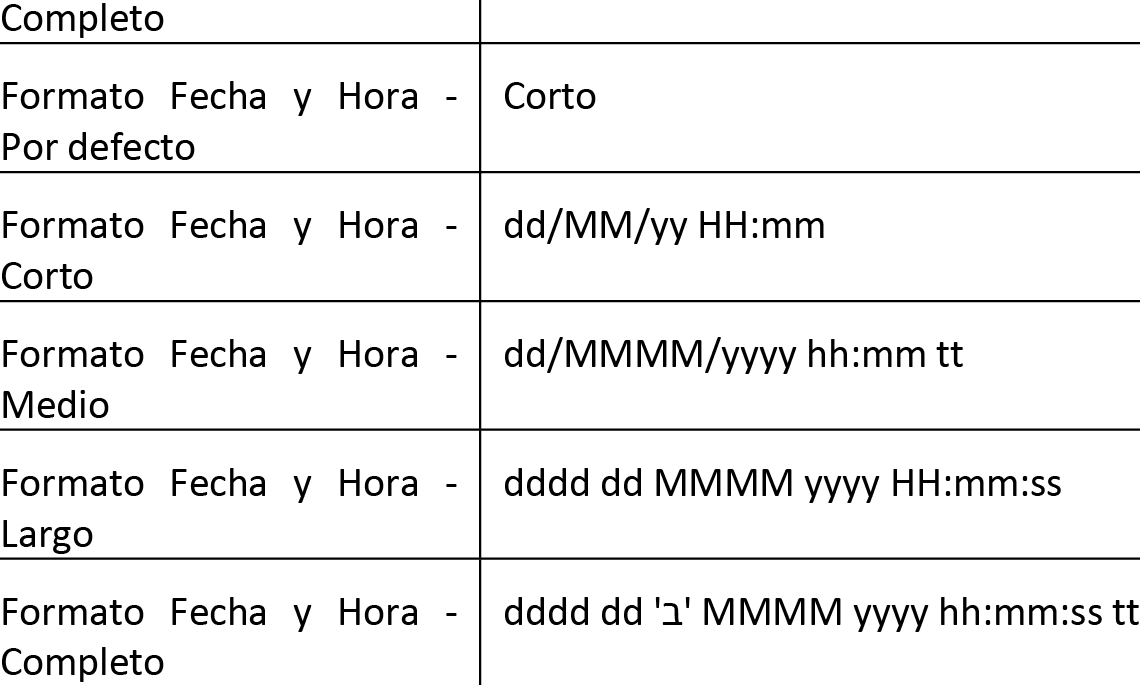 Completo
Formato Fecha y Hora - Corto
Por defecto
Formato Fecha y Hora - dd/MM/yy HH:mm
Corto
Formato Fecha y Hora - dd/MMMM/yyyy hh:mm tt
Medio
Formato Fecha y Hora - dddd dd MMMM yyyy HH:mm:ss
Largo
Formato Fecha y Hora - dddd dd 'ב' MMMM yyyy hh:mm:ss tt
Completo